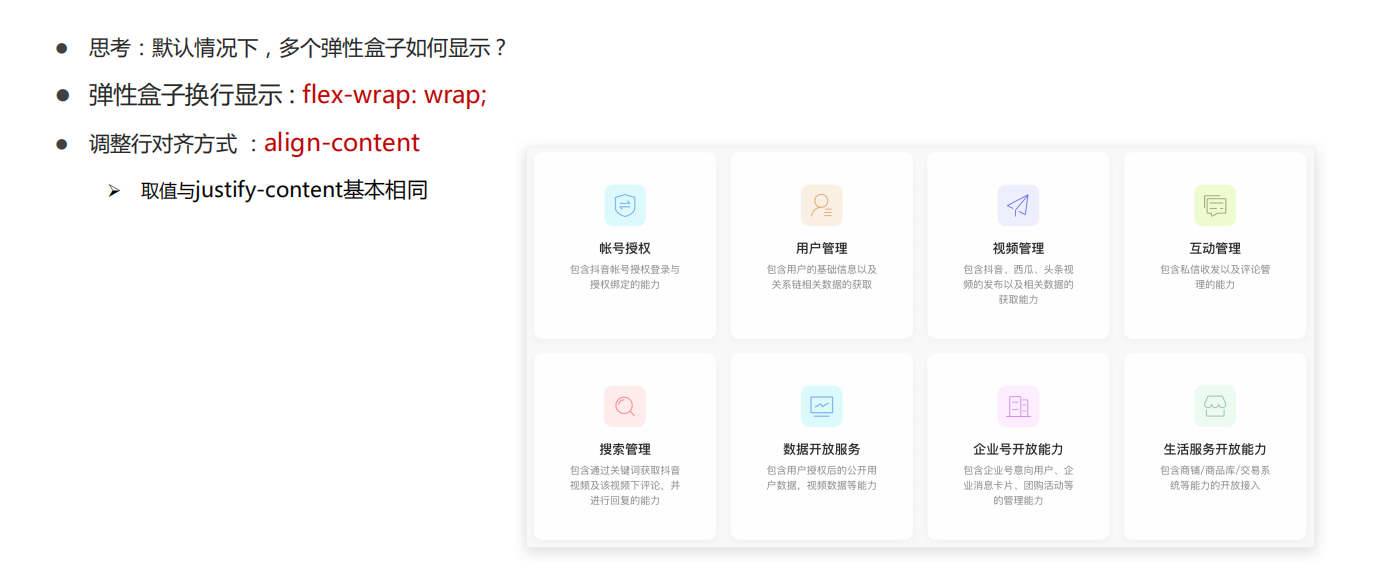 思考：默认情况下，多个弹性盒子如何显示？
弹性盒子换行显示 : flex-wrap: wrap;
调整行对齐方式 ：align-content
取值与justify-content基本相同
帐号授权
包含抖音帐号授权登录与
授权绑定的能力
用户管理
包含用户的基础信息以及
关系链相关数据的获取
视频管理
包含抖音、西瓜、头条视
频的发布以及相关数据的
获取能力
互动管理
包含私信收发以及评论管
理的能力
搜索管理
包含通过关键词获取抖音
视频及该视频下评论，并
进行回复的能力
数据开放服务
包含用户授权后的公开用
户数据，视频数据等能力
企业号开放能力
包含企业号意向用户、企
业消息卡片、团购活动等
的管理能力
生活服务开放能力
包含商铺/商品库/交易系
统等能力的开放接入